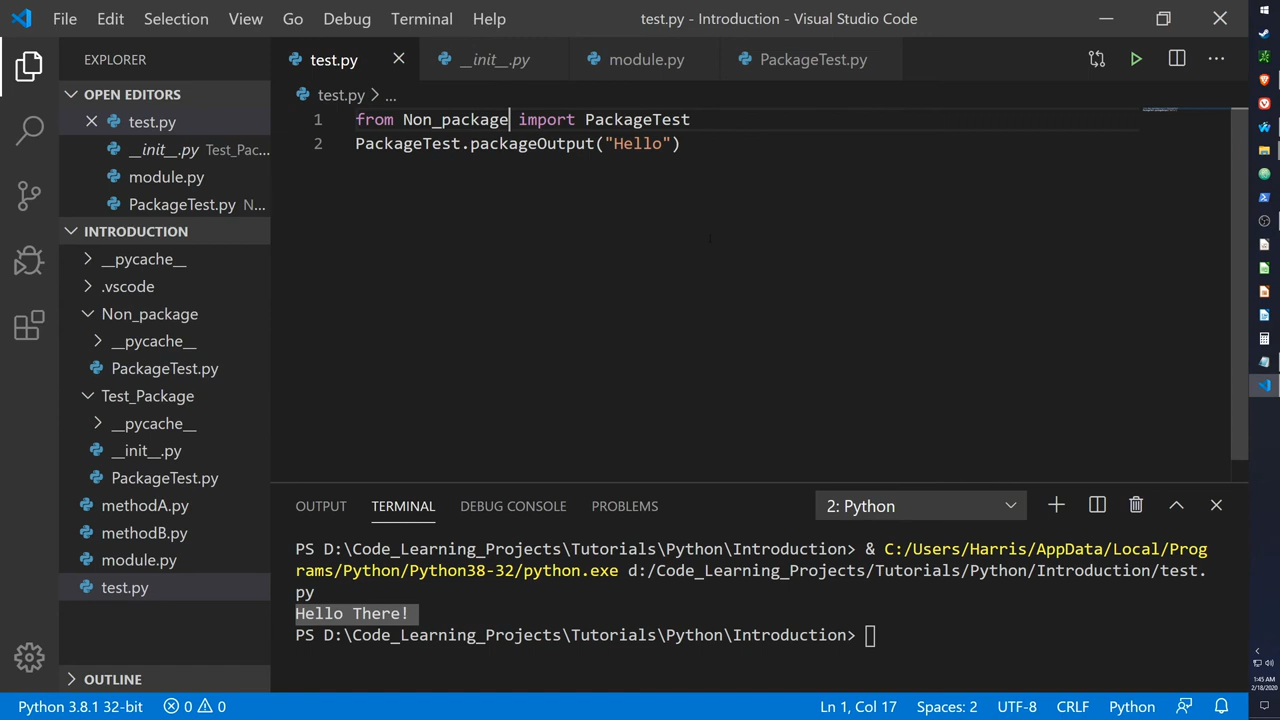 File Edit Selection View Go Debug Terminal Help test.py - Introduction - Visual Studio Code
EXPLORER
test.py
__init__.py
module.py
PackageTest.py
OPEN EDITORS
test.py
__init__.py Test_Pac...
module.py
PackageTest.py N...
INTRODUCTION
__pycache__
.vscode
Non_package
__pycache__
PackageTest.py
Test_Package
__pycache__
__init__.py
PackageTest.py
methodA.py
methodB.py
module.py
test.py
OUTLINE
test.py > ...
1 from Non_package import PackageTest
2 PackageTest.packageOutput("Hello")
OUTPUT TERMINAL DEBUG CONSOLE PROBLEMS 2: Python
PS D:\Code_Learning_Projects\Tutorials\Python\Introduction> & C:/Users/Harris/AppData/Local/Prog
rams/Python/Python38-32/python.exe d:/Code_Learning_Projects/Tutorials/Python/Introduction/test.
py
Hello There!
PS D:\Code_Learning_Projects\Tutorials\Python\Introduction>
Python 3.8.1 32-bit 0 0 Ln 1, Col 17 Spaces: 2 UTF-8 CRLF Python
1:45 AM
2/18/2020